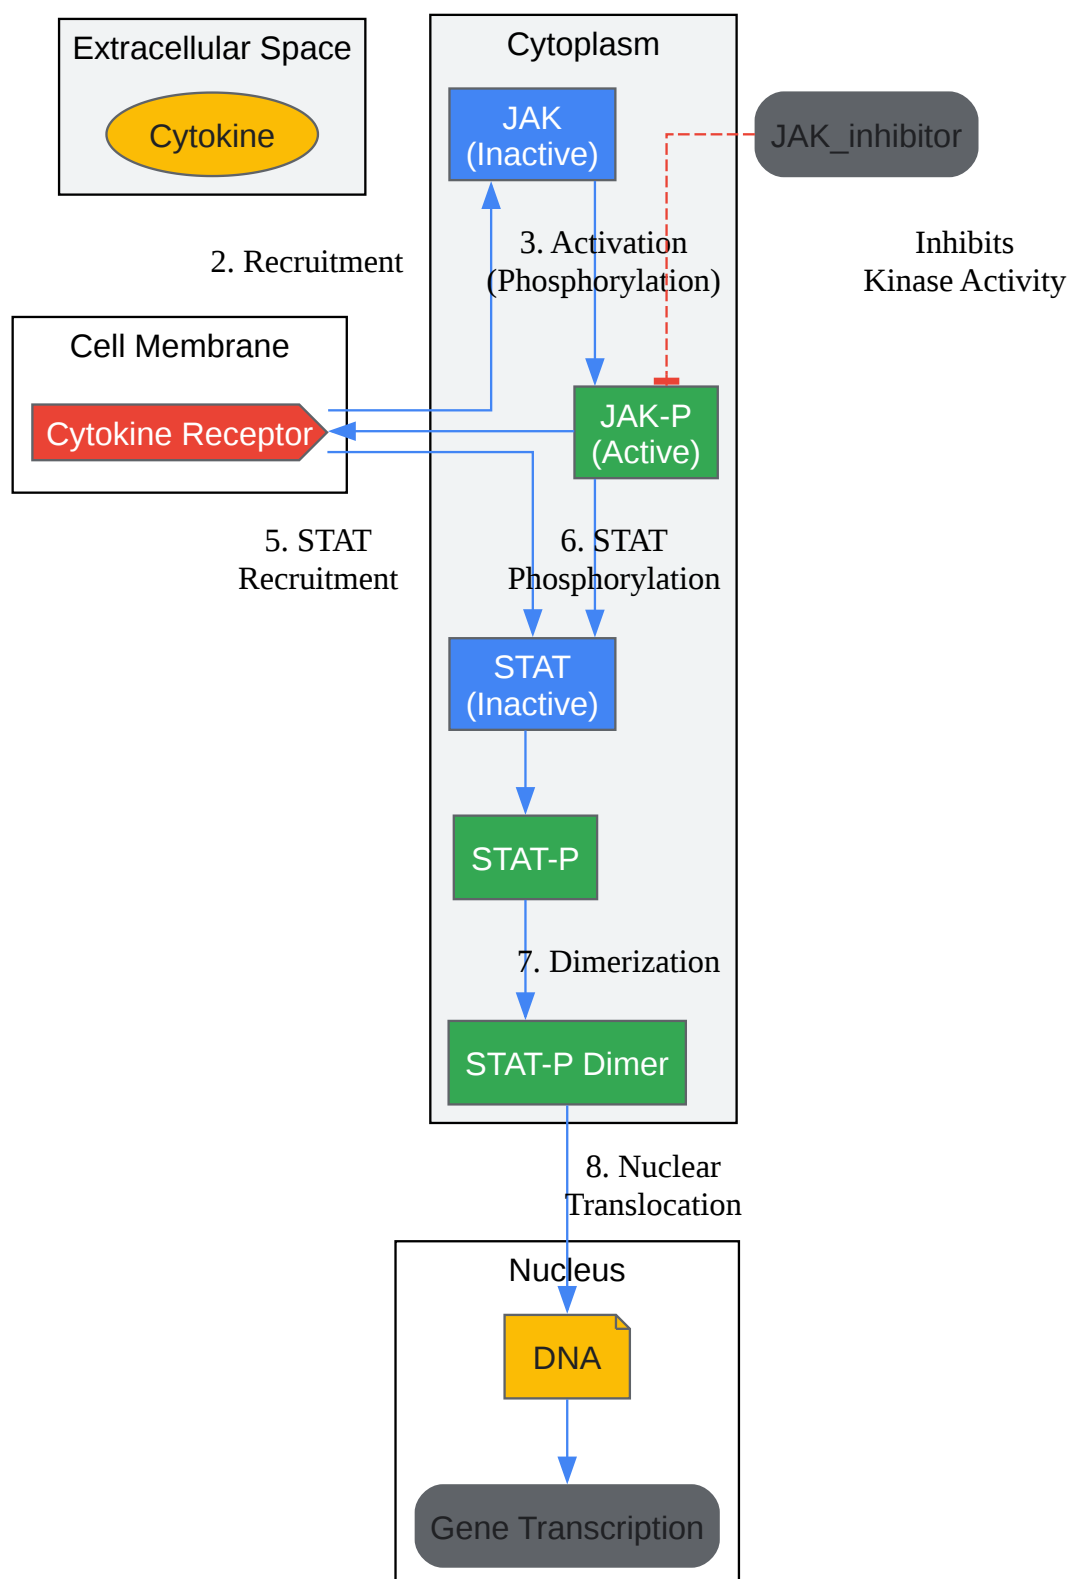 Extracellular Space
Cytoplasm
Cytokine
JAK
(Inactive)
JAK_inhibitor
2. Recruitment
3. Activation
(Phosphorylation)
Inhibits
Kinase Activity
Cell Membrane
Cytokine Receptor
JAK-P
(Active)
5. STAT
Recruitment
6. STAT
Phosphorylation
STAT
(Inactive)
STAT-P
7. Dimerization
STAT-P Dimer
8. Nuclear
Translocation
Nucleus
DNA
Gene Transcription